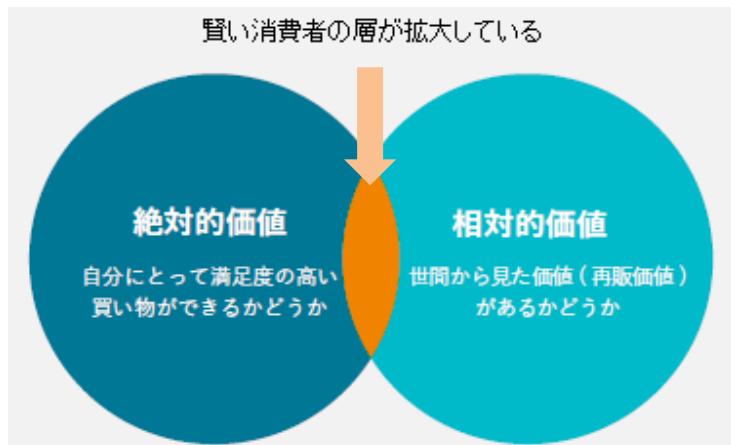 賢い消費者の層が拡大している
絶対的価値
自分にとって満足度の高い
買い物ができるかどうか
相対的価値
世間から見た価値(再販価値)
があるかどうか